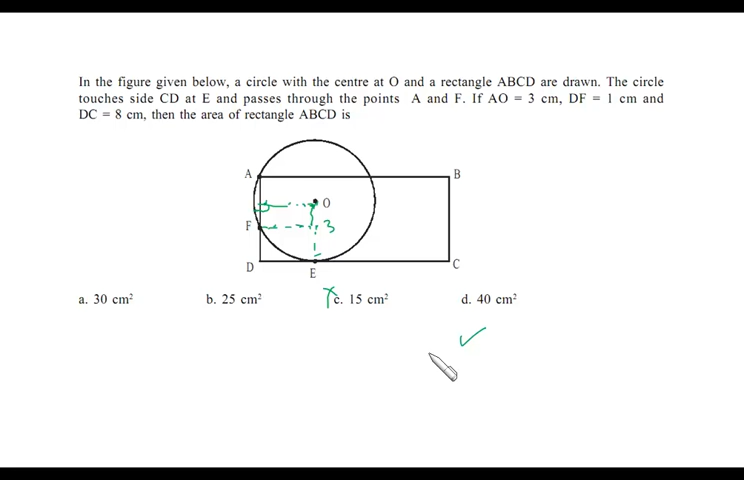 In the figure given below, a circle with the centre at O and a rectangle ABCD are drawn. The circle
touches side CD at E and passes through the points A and F. If AO = 3 cm, DF = 1 cm and
DC = 8 cm, then the area of rectangle ABCD is
A B
O
F 3
D E C
a. 30 cm² b. 25 cm² c. 15 cm² d. 40 cm²